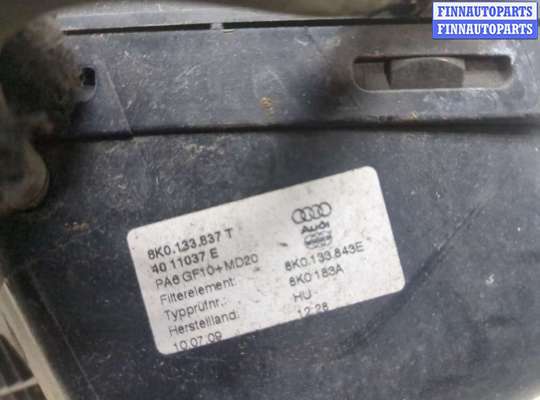 FINNAUTOPARTS
FINNAUTOPARTS
8K0.133.837 T
40 11037 E
PA6 GF10+MD20
Filterelement: 8K0.133.843E
Typprüfnr.: 8K0 183A
Herstelland: HU
10.07.09 12:28
Audi